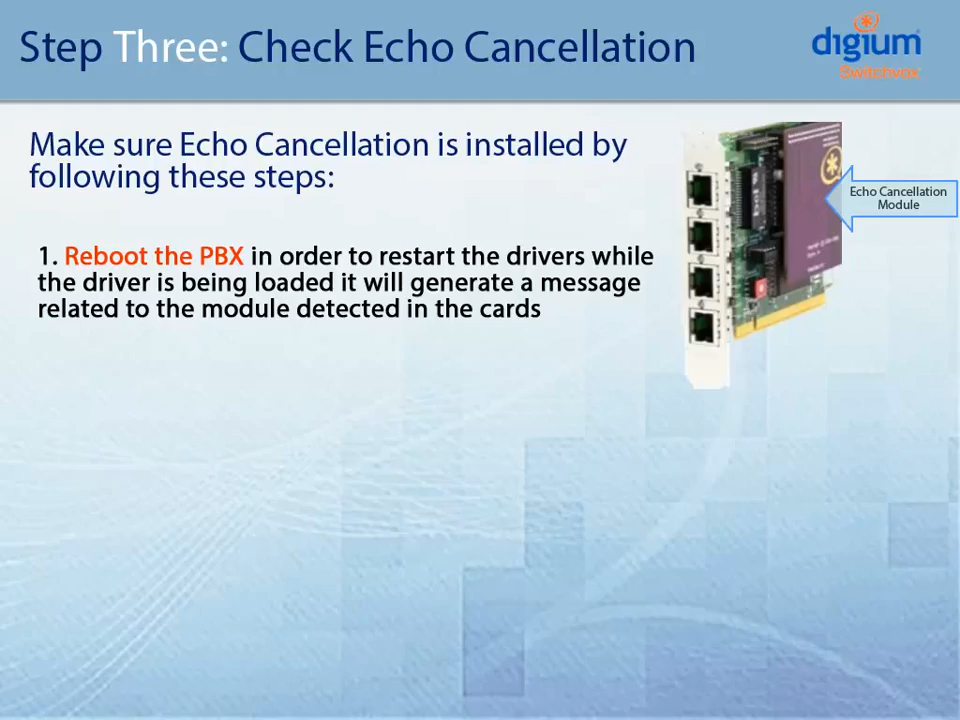 Step Three: Check Echo Cancellation
digium
Switchvox
Make sure Echo Cancellation is installed by
following these steps:
Echo Cancellation
Module
1. Reboot the PBX in order to restart the drivers while
the driver is being loaded it will generate a message
related to the module detected in the cards